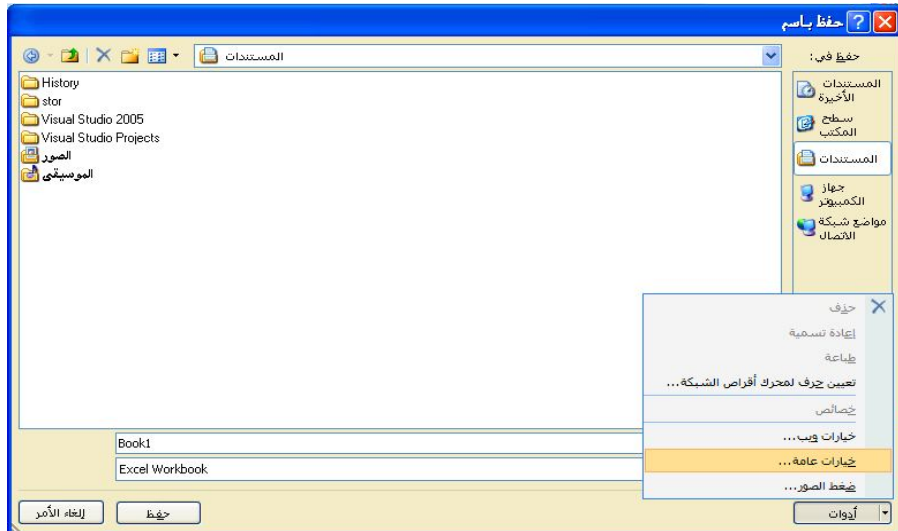 حفظ باسم
حفظ في:
المستندات
المستندات الأخيرة
سطح المكتب
المستندات
جهاز الكمبيوتر
مواضع شبكة الاتصال
History
stor
Visual Studio 2005
Visual Studio Projects
الصور
الموسيقى
حذف
إعادة تسمية
طباعة
تعيين حرف لمحرك أقراص الشبكة...
خصائص
خيارات ويب...
خيارات عامة...
ضغط الصور...
Book1
Excel Workbook
أدوات
حفظ
إلغاء الأمر